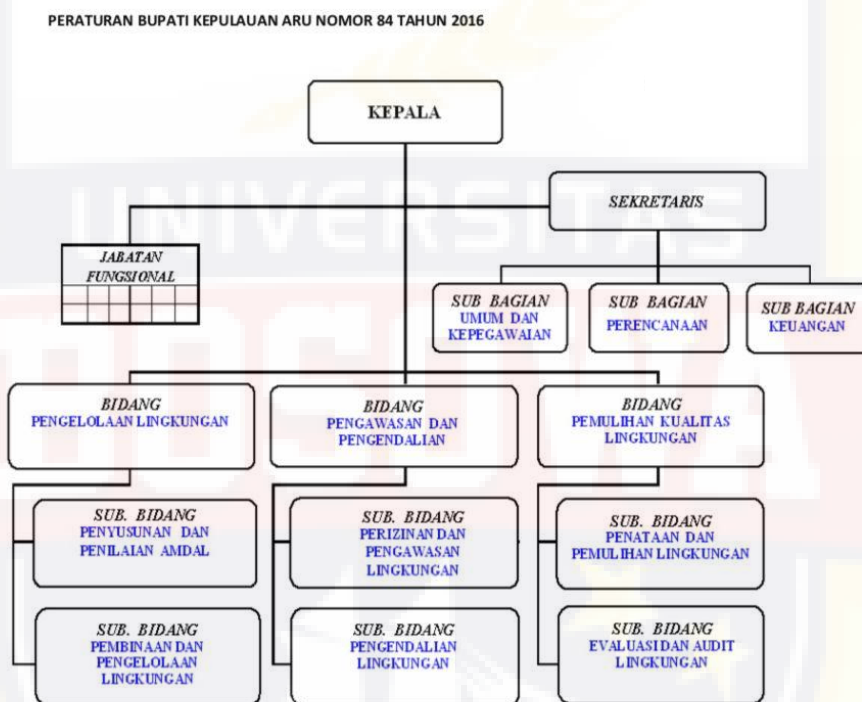 PERATURAN BUPATI KEPULAUAN ARU NOMOR 84 TAHUN 2016
KEPALA
SEKRETARIS
JABATAN
FUNGSIONAL
SUB BAGIAN
UMUM DAN
KEPEGAWAIAN
SUB BAGIAN
PERENCANAAN
SUB BAGIAN
KEUANGAN
BIDANG
PENGELOLAAN LINGKUNGAN
BIDANG
PENGAWASAN DAN
PENGENDALIAN
BIDANG
PEMULIHAN KUALITAS
LINGKUNGAN
SUB. BIDANG
PENYUSUNAN DAN
PENILAIAN AMDAL
SUB. BIDANG
PERIZINAN DAN
PENGAWASAN
LINGKUNGAN
SUB. BIDANG
PENATAAN DAN
PEMULIHAN LINGKUNGAN
SUB. BIDANG
PEMBINAAN DAN
PENGELOLAAN
LINGKUNGAN
SUB. BIDANG
PENGENDALIAN
LINGKUNGAN
SUB. BIDANG
EVALUASI DAN AUDIT
LINGKUNGAN
UNIVERSITAS
BOSOWA